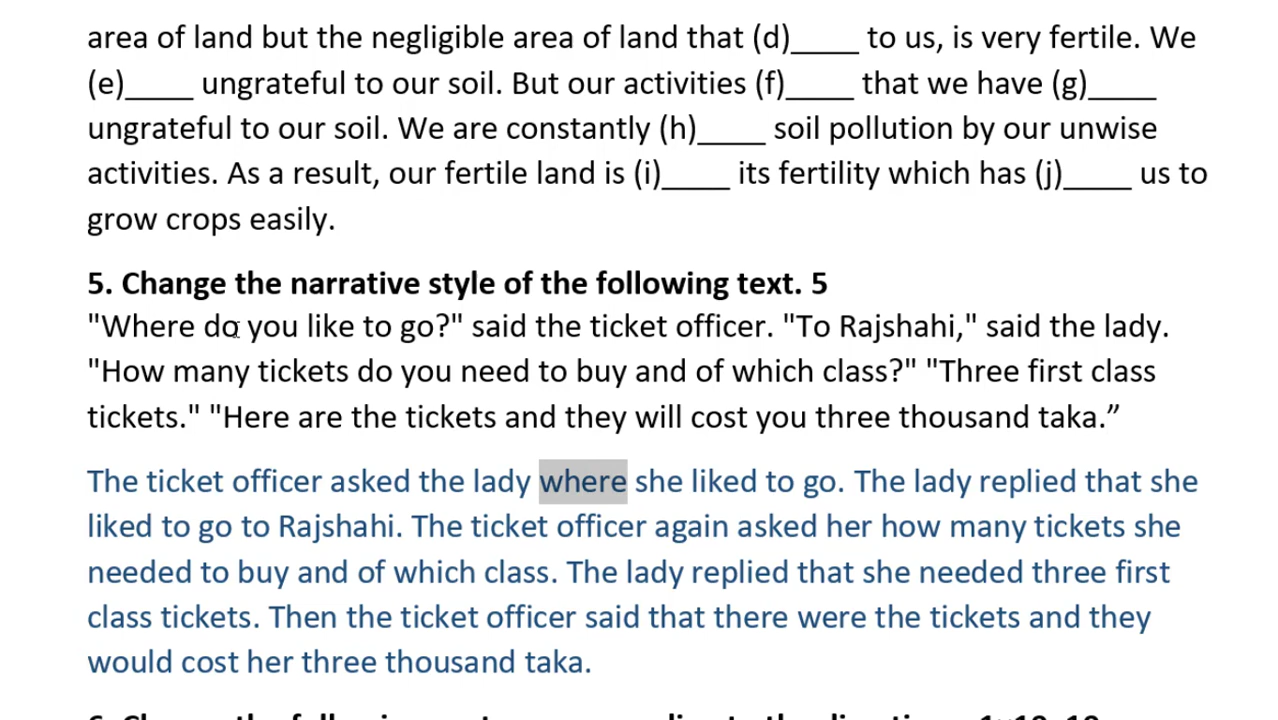 area of land but the negligible area of land that (d)____ to us, is very fertile. We
(e)____ ungrateful to our soil. But our activities (f)____ that we have (g)____
ungrateful to our soil. We are constantly (h)____ soil pollution by our unwise
activities. As a result, our fertile land is (i)____ its fertility which has (j)____ us to
grow crops easily.
5. Change the narrative style of the following text. 5
"Where do you like to go?" said the ticket officer. "To Rajshahi," said the lady.
"How many tickets do you need to buy and of which class?" "Three first class
tickets." "Here are the tickets and they will cost you three thousand taka.”
The ticket officer asked the lady where she liked to go. The lady replied that she
liked to go to Rajshahi. The ticket officer again asked her how many tickets she
needed to buy and of which class. The lady replied that she needed three first
class tickets. Then the ticket officer said that there were the tickets and they
would cost her three thousand taka.